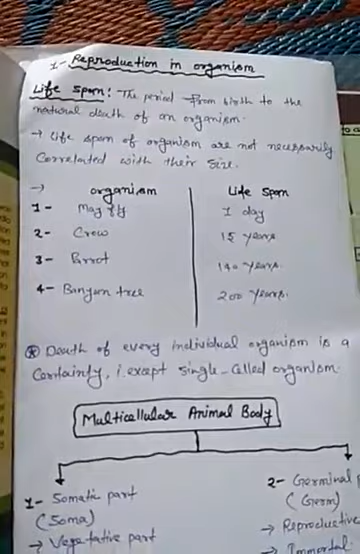 1- Reproduction in organism
Life span: The period from birth to the
natural death of an organism.
→ Life span of organism are not necessarily
Correlated with their size.
→ organism Life Span
1- May fly 1 day
2- Crow 15 years
3- Parrot 140 years.
4- Banyan tree 200 years.
⊛ Death of every individual organism is a
Certainty, i.except single-celled organism.
Multicellular Animal Body
1- Somatic part
(Soma)
→ Vegetative part
2- Germinal
(Germ)
→ Reproductive
→ Immortal